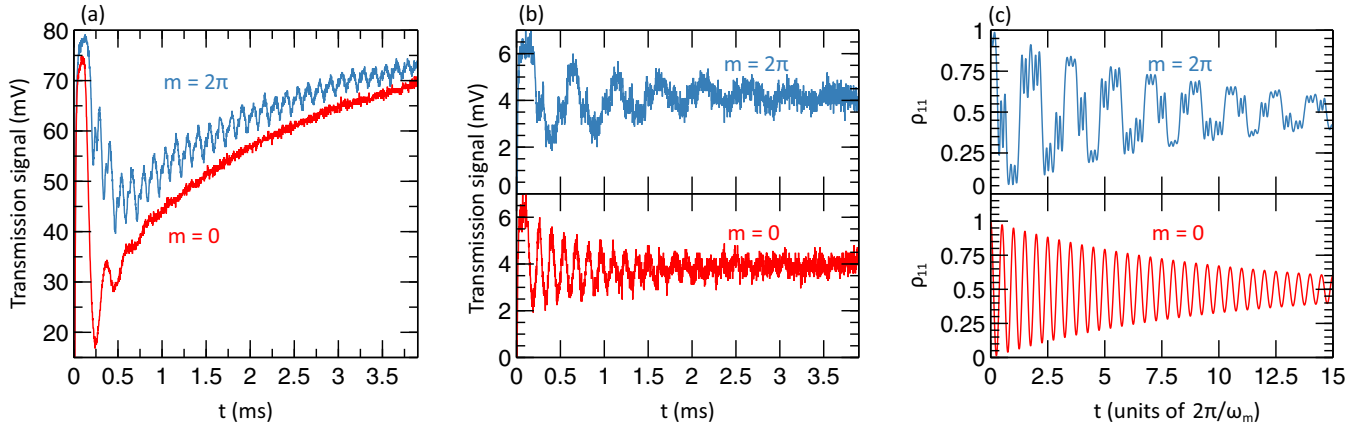 (a)
Transmission signal (mV)
80
70
60
50
40
30
20
m = 2π
m = 0
0 0.5 1 1.5 2 2.5 3 3.5
t (ms)
(b)
Transmission signal (mV)
6
4
2
0
m = 2π
6
4
2
0
m = 0
0 0.5 1 1.5 2 2.5 3 3.5
t (ms)
(c)
ρ₁₁
1
0.75
0.5
0.25
0
m = 2π
ρ₁₁
1
0.75
0.5
0.25
0
m = 0
0 2.5 5 7.5 10 12.5 15
t (units of 2π/ωₘ)